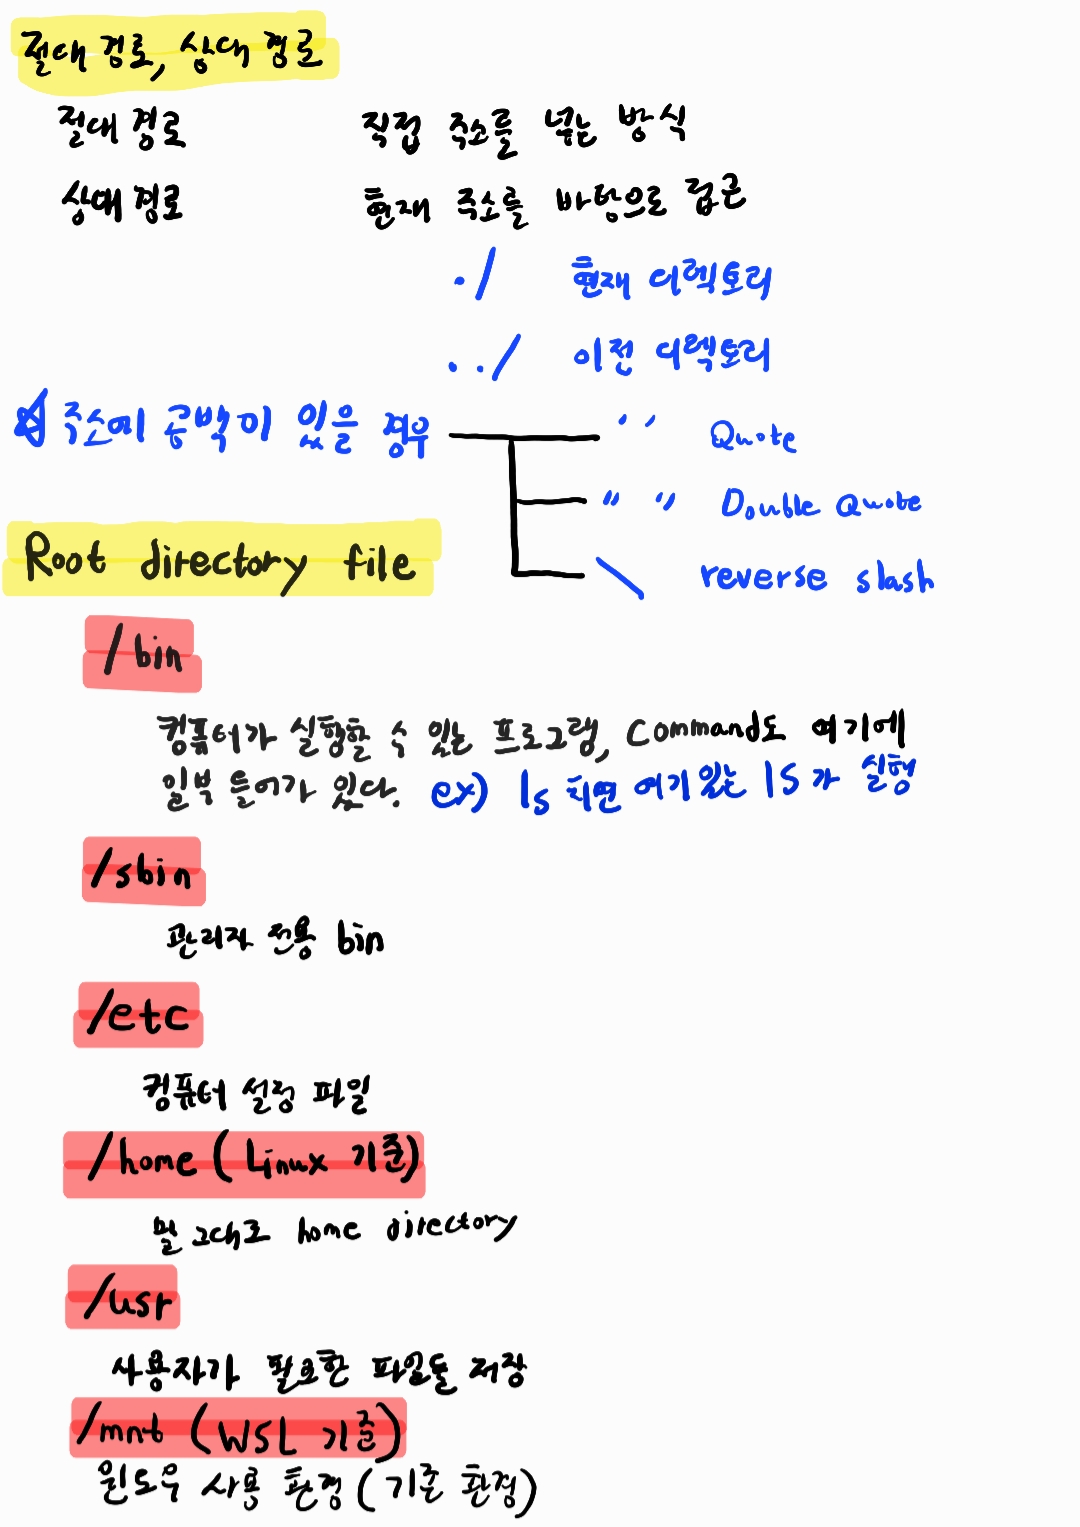 절대 경로, 상대 경로
절대 경로 직접 주소를 넣는 방식
상대 경로 현재 주소를 바탕으로 접근
./ 현재 디렉토리
../ 이전 디렉토리
☆ 주소에 공백이 있을 경우 ' ' Quote
" " Double Quote
\ reverse slash
Root directory file
/bin
컴퓨터가 실행할 수 있는 프로그램, Command도 여기에
일부 들어가 있다. ex) ls 치면 여기 있는 ls가 실행
/sbin
관리자 전용 bin
/etc
컴퓨터 설정 파일
/home (Linux 기준)
말 그대로 home directory
/usr
사용자가 필요한 파일들 저장
/mnt (WSL 기준)
윈도우 사용 환경 (기존 환경)